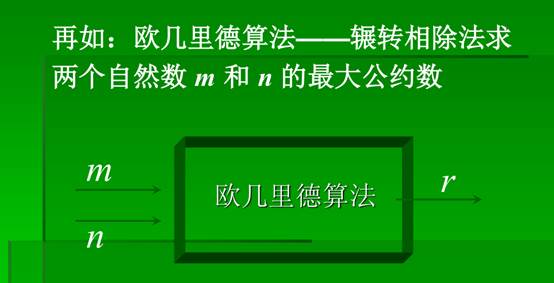 再如：欧几里德算法——辗转相除法求
两个自然数 m 和 n 的最大公约数
m
欧几里德算法
r
n